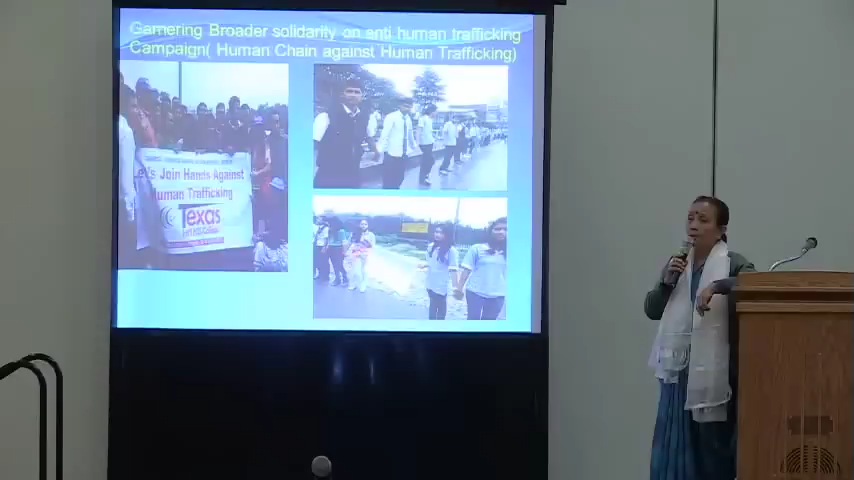 Garnering Broader solidarity on anti human trafficking
Campaign( Human Chain against Human Trafficking)
Let's Join Hands Against
Human Trafficking
Texas